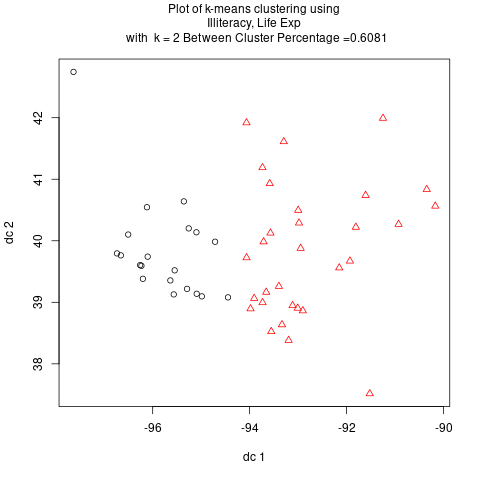 Plot of k-means clustering using
Illiteracy, Life Exp
with  k = 2 Between Cluster Percentage =0.6081
42
41
40
39
38
dc 2
-96
-94
-92
-90
dc 1